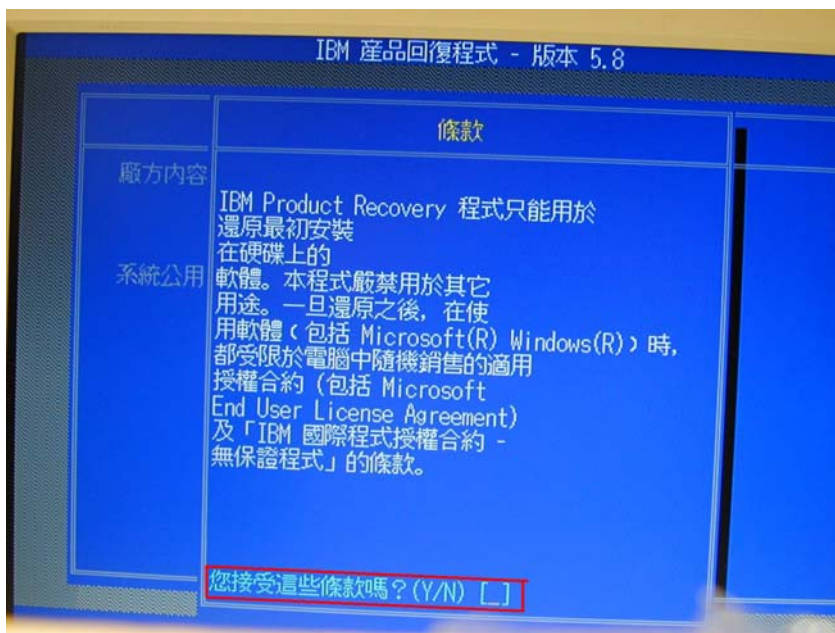 IBM 產品回復程式 - 版本 5.8
條款
廠方內容
系統公用
IBM Product Recovery 程式只能用於
還原最初安裝
在硬碟上的
軟體。本程式嚴禁用於其它
用途。一旦還原之後, 在使
用軟體(包括 Microsoft(R) Windows(R))時,
都受限於電腦中隨機銷售的適用
授權合約 (包括 Microsoft
End User License Agreement)
及「IBM 國際程式授權合約 -
無保證程式」的條款。
您接受這些條款嗎?(Y/N) [_]